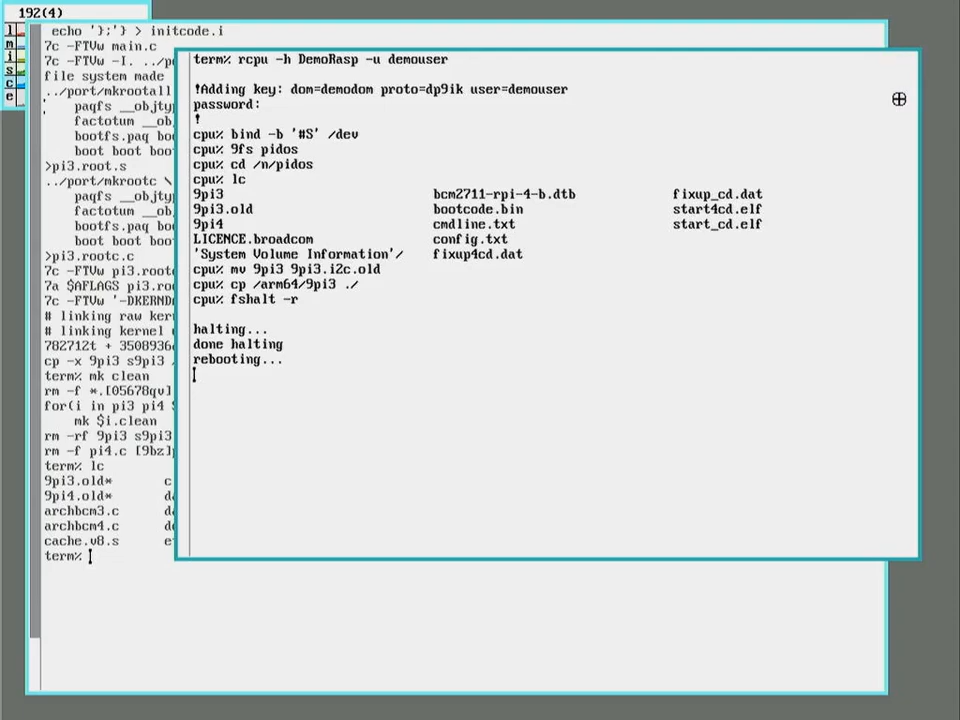 192(4)
l
m
i
s
c
e
echo '};'} > initcode.i
7c -FTVw main.c
7c -FTVw -I. ../po
file system made
../port/mkrootall
paqfs __objty
factotum __ob
bootfs.paq bo
boot boot boo
>pi3.root.s
../port/mkrootc \
paqfs __objty
factotum __ob
bootfs.paq bo
boot boot boo
>pi3.rootc.c
7c -FTVw pi3.rootc
7a $AFLAGS pi3.roo
7c -FTVw '-DKERNDA
# linking raw kern
# linking kernel
782712t + 3508936
cp -x 9pi3 s9pi3
term% mk clean
rm -f *.[05678qv]
for(i in pi3 pi4
mk $i.clean
rm -rf 9pi3 s9pi3
rm -f pi4.c [9bz]
term% lc
9pi3.old* c
9pi4.old* d
archbcm3.c d
archbcm4.c d
cache.v8.s e
term%
term% rcpu -h DemoRasp -u demouser
!Adding key: dom=demodom proto=dp9ik user=demouser
password:
!
cpu% bind -b '#S' /dev
cpu% 9fs pidos
cpu% cd /n/pidos
cpu% lc
9pi3 bcm2711-rpi-4-b.dtb fixup_cd.dat
9pi3.old bootcode.bin start4cd.elf
9pi4 cmdline.txt start_cd.elf
LICENCE.broadcom config.txt
'System Volume Information'/ fixup4cd.dat
cpu% mv 9pi3 9pi3.i2c.old
cpu% cp /arm64/9pi3 ./
cpu% fshalt -r
halting...
done halting
rebooting...